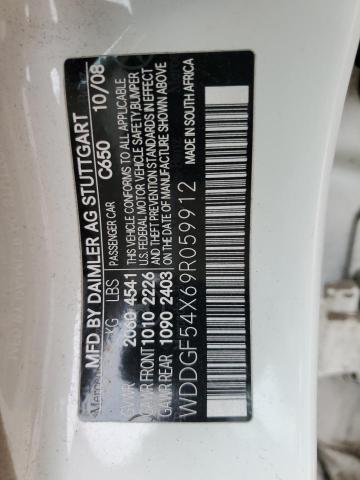 MFD BY DAIMLER AG STUTTGART
Mercedes C650 10/08
KG LBS PASSENGER CAR
GVWR 2060 4541 THIS VEHICLE CONFORMS TO ALL APPLICABLE
GAWR FRONT 1010 2226 U.S. FEDERAL MOTOR VEHICLE SAFETY BUMPER
AND THEFT PREVENTION STANDARDS IN EFFECT
GAWR REAR 1090 2403 ON THE DATE OF MANUFACTURE SHOWN ABOVE
WDDGF54X69R059912
MADE IN SOUTH AFRICA